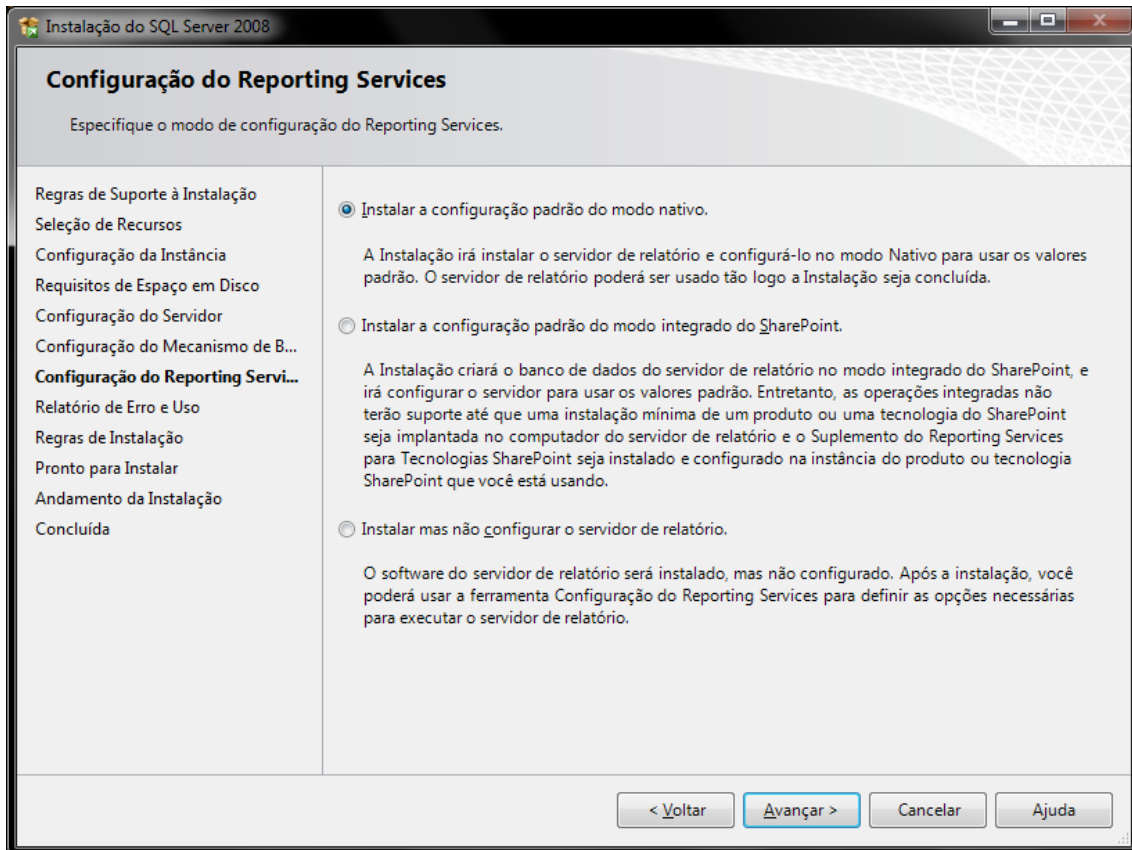 Instalação do SQL Server 2008
Configuração do Reporting Services
Especifique o modo de configuração do Reporting Services.
Regras de Suporte à Instalação
Seleção de Recursos
Configuração da Instância
Requisitos de Espaço em Disco
Configuração do Servidor
Configuração do Mecanismo de B...
Configuração do Reporting Servi...
Relatório de Erro e Uso
Regras de Instalação
Pronto para Instalar
Andamento da Instalação
Concluída
Instalar a configuração padrão do modo nativo.
A Instalação irá instalar o servidor de relatório e configurá-lo no modo Nativo para usar os valores
padrão. O servidor de relatório poderá ser usado tão logo a Instalação seja concluída.
Instalar a configuração padrão do modo integrado do SharePoint.
A Instalação criará o banco de dados do servidor de relatório no modo integrado do SharePoint, e
irá configurar o servidor para usar os valores padrão. Entretanto, as operações integradas não
terão suporte até que uma instalação mínima de um produto ou uma tecnologia do SharePoint
seja implantada no computador do servidor de relatório e o Suplemento do Reporting Services
para Tecnologias SharePoint seja instalado e configurado na instância do produto ou tecnologia
SharePoint que você está usando.
Instalar mas não configurar o servidor de relatório.
O software do servidor de relatório será instalado, mas não configurado. Após a instalação, você
poderá usar a ferramenta Configuração do Reporting Services para definir as opções necessárias
para executar o servidor de relatório.
< Voltar
Avançar >
Cancelar
Ajuda